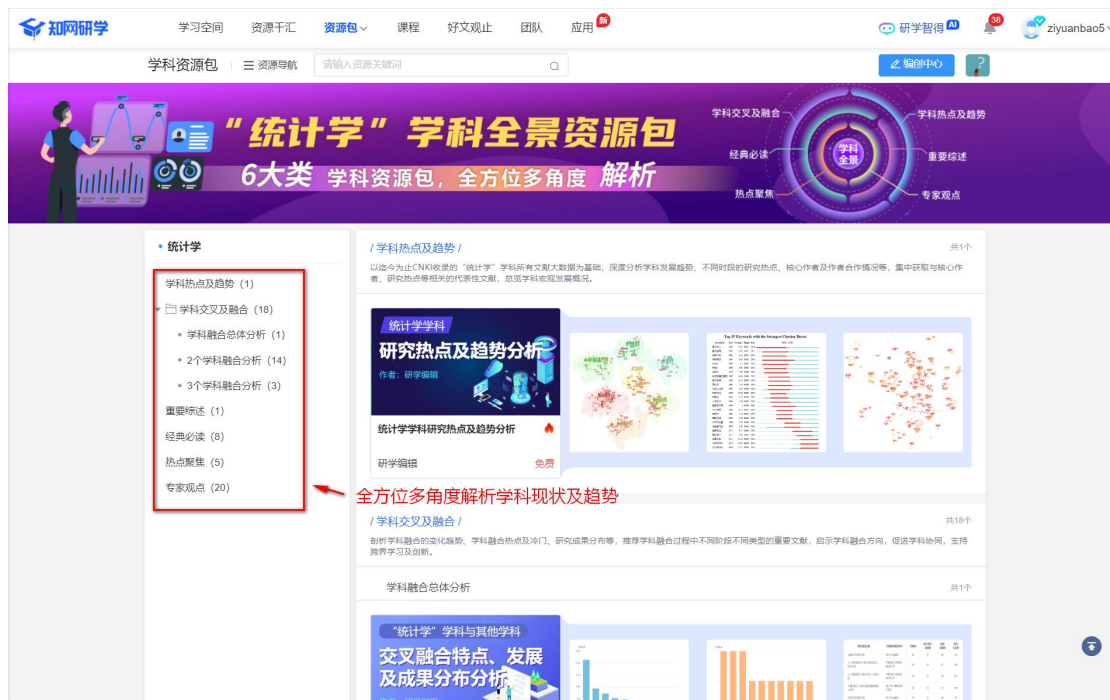 知网研学
学习空间 资源千汇 资源包 课程 好文观止 团队 应用 新
研学智得 AI 38 ziyuanbao5
学科资源包 资源导航 请输入资源关键词 编创中心
“统计学”学科全景资源包
6大类 学科资源包，全方位多角度 解析
学科交叉及融合 学科热点及趋势
经典必读 学科全景 重要综述
热点聚焦 专家观点
统计学
学科热点及趋势 (1)
学科交叉及融合 (18)
学科融合总体分析 (1)
2个学科融合分析 (14)
3个学科融合分析 (3)
重要综述 (1)
经典必读 (8)
热点聚焦 (5)
专家观点 (20)
/ 学科热点及趋势 / 共1个
以迄今为止CNKI收录的“统计学”学科所有文献大数据为基础，深度分析学科发展趋势、不同时段的研究热点、核心作者及作者合作情况等，集中获取与核心作
者、研究热点等相关的代表性文献，总览学科宏观发展概况。
统计学学科
研究热点及趋势分析
作者：研学编辑
Top 25 Keywords with the Strongest Citation Bursts
统计学学科研究热点及趋势分析
研学编辑 免费
全方位多角度解析学科现状及趋势
/ 学科交叉及融合 / 共18个
剖析学科融合的变化趋势、学科融合热点及冷门、研究成果分布等，推荐学科融合过程中不同阶段不同类型的重要文献，启示学科融合方向，促进学科协同，支持
跨界学习及创新。
学科融合总体分析 共1个
“统计学”学科与其他学科
交叉融合特点、发展
及成果分布分析